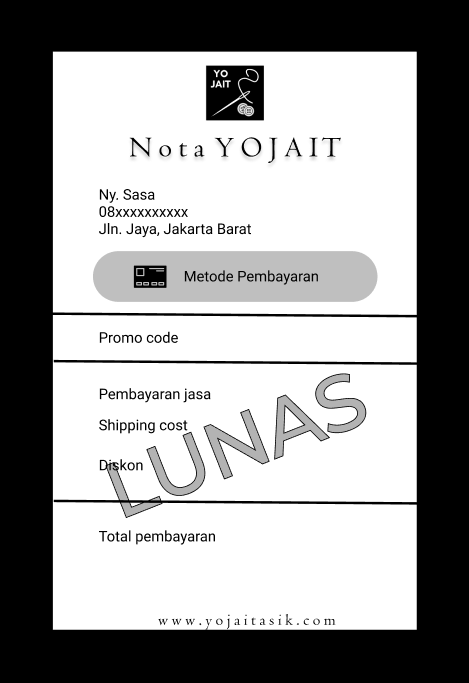 YO
JAIT
Nota YOJAIT
Ny. Sasa
08xxxxxxxxxx
Jln. Jaya, Jakarta Barat
Metode Pembayaran
Promo code
Pembayaran jasa
Shipping cost
LUNAS
Diskon
Total pembayaran
www.yojaitasik.com